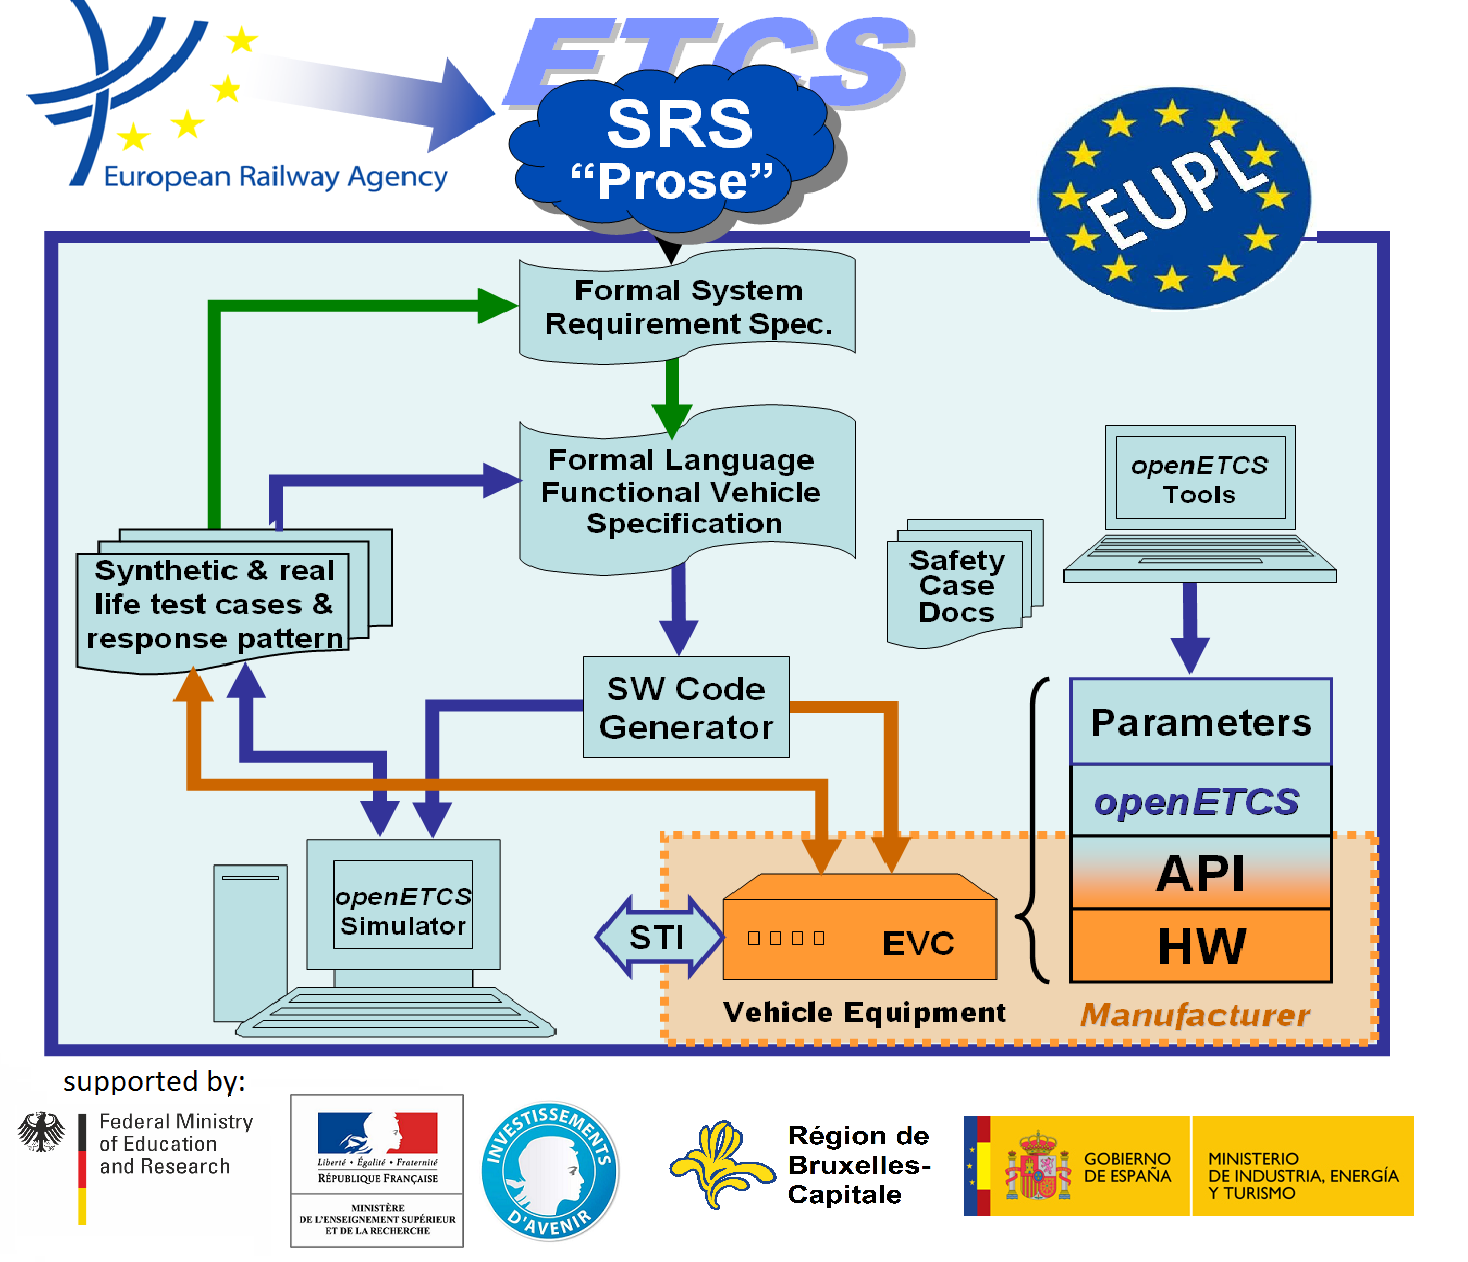 ETCS
SRS
“Prose”
European Railway Agency
EUPL
Formal System
Requirement Spec.
Formal Language
Functional Vehicle
Specification
openETCS
Tools
Safety
Case
Docs
Synthetic & real
life test cases &
response pattern
SW Code
Generator
Parameters
openETCS
API
HW
openETCS
Simulator
STI
EVC
Vehicle Equipment
Manufacturer
supported by:
Federal Ministry
of Education
and Research
Liberté • Égalité • Fraternité
RÉPUBLIQUE FRANÇAISE
MINISTÈRE
DE L'ENSEIGNEMENT SUPÉRIEUR
ET DE LA RECHERCHE
INVESTISSEMENTS
D'AVENIR
Région de
Bruxelles-
Capitale
GOBIERNO
DE ESPAÑA
MINISTERIO
DE INDUSTRIA, ENERGÍA
Y TURISMO